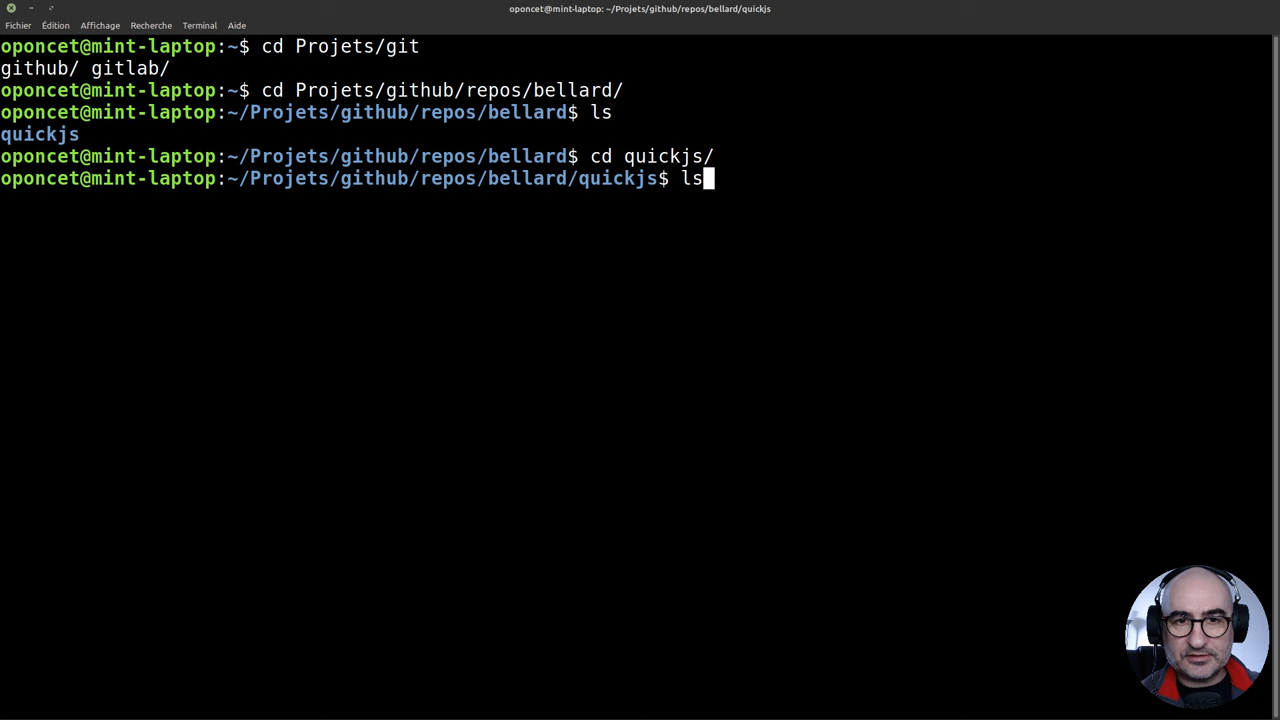 oponcet@mint-laptop: ~/Projets/github/repos/bellard/quickjs
Fichier Édition Affichage Recherche Terminal Aide
oponcet@mint-laptop:~$ cd Projets/git
github/ gitlab/
oponcet@mint-laptop:~$ cd Projets/github/repos/bellard/
oponcet@mint-laptop:~/Projets/github/repos/bellard$ ls
quickjs
oponcet@mint-laptop:~/Projets/github/repos/bellard$ cd quickjs/
oponcet@mint-laptop:~/Projets/github/repos/bellard/quickjs$ ls